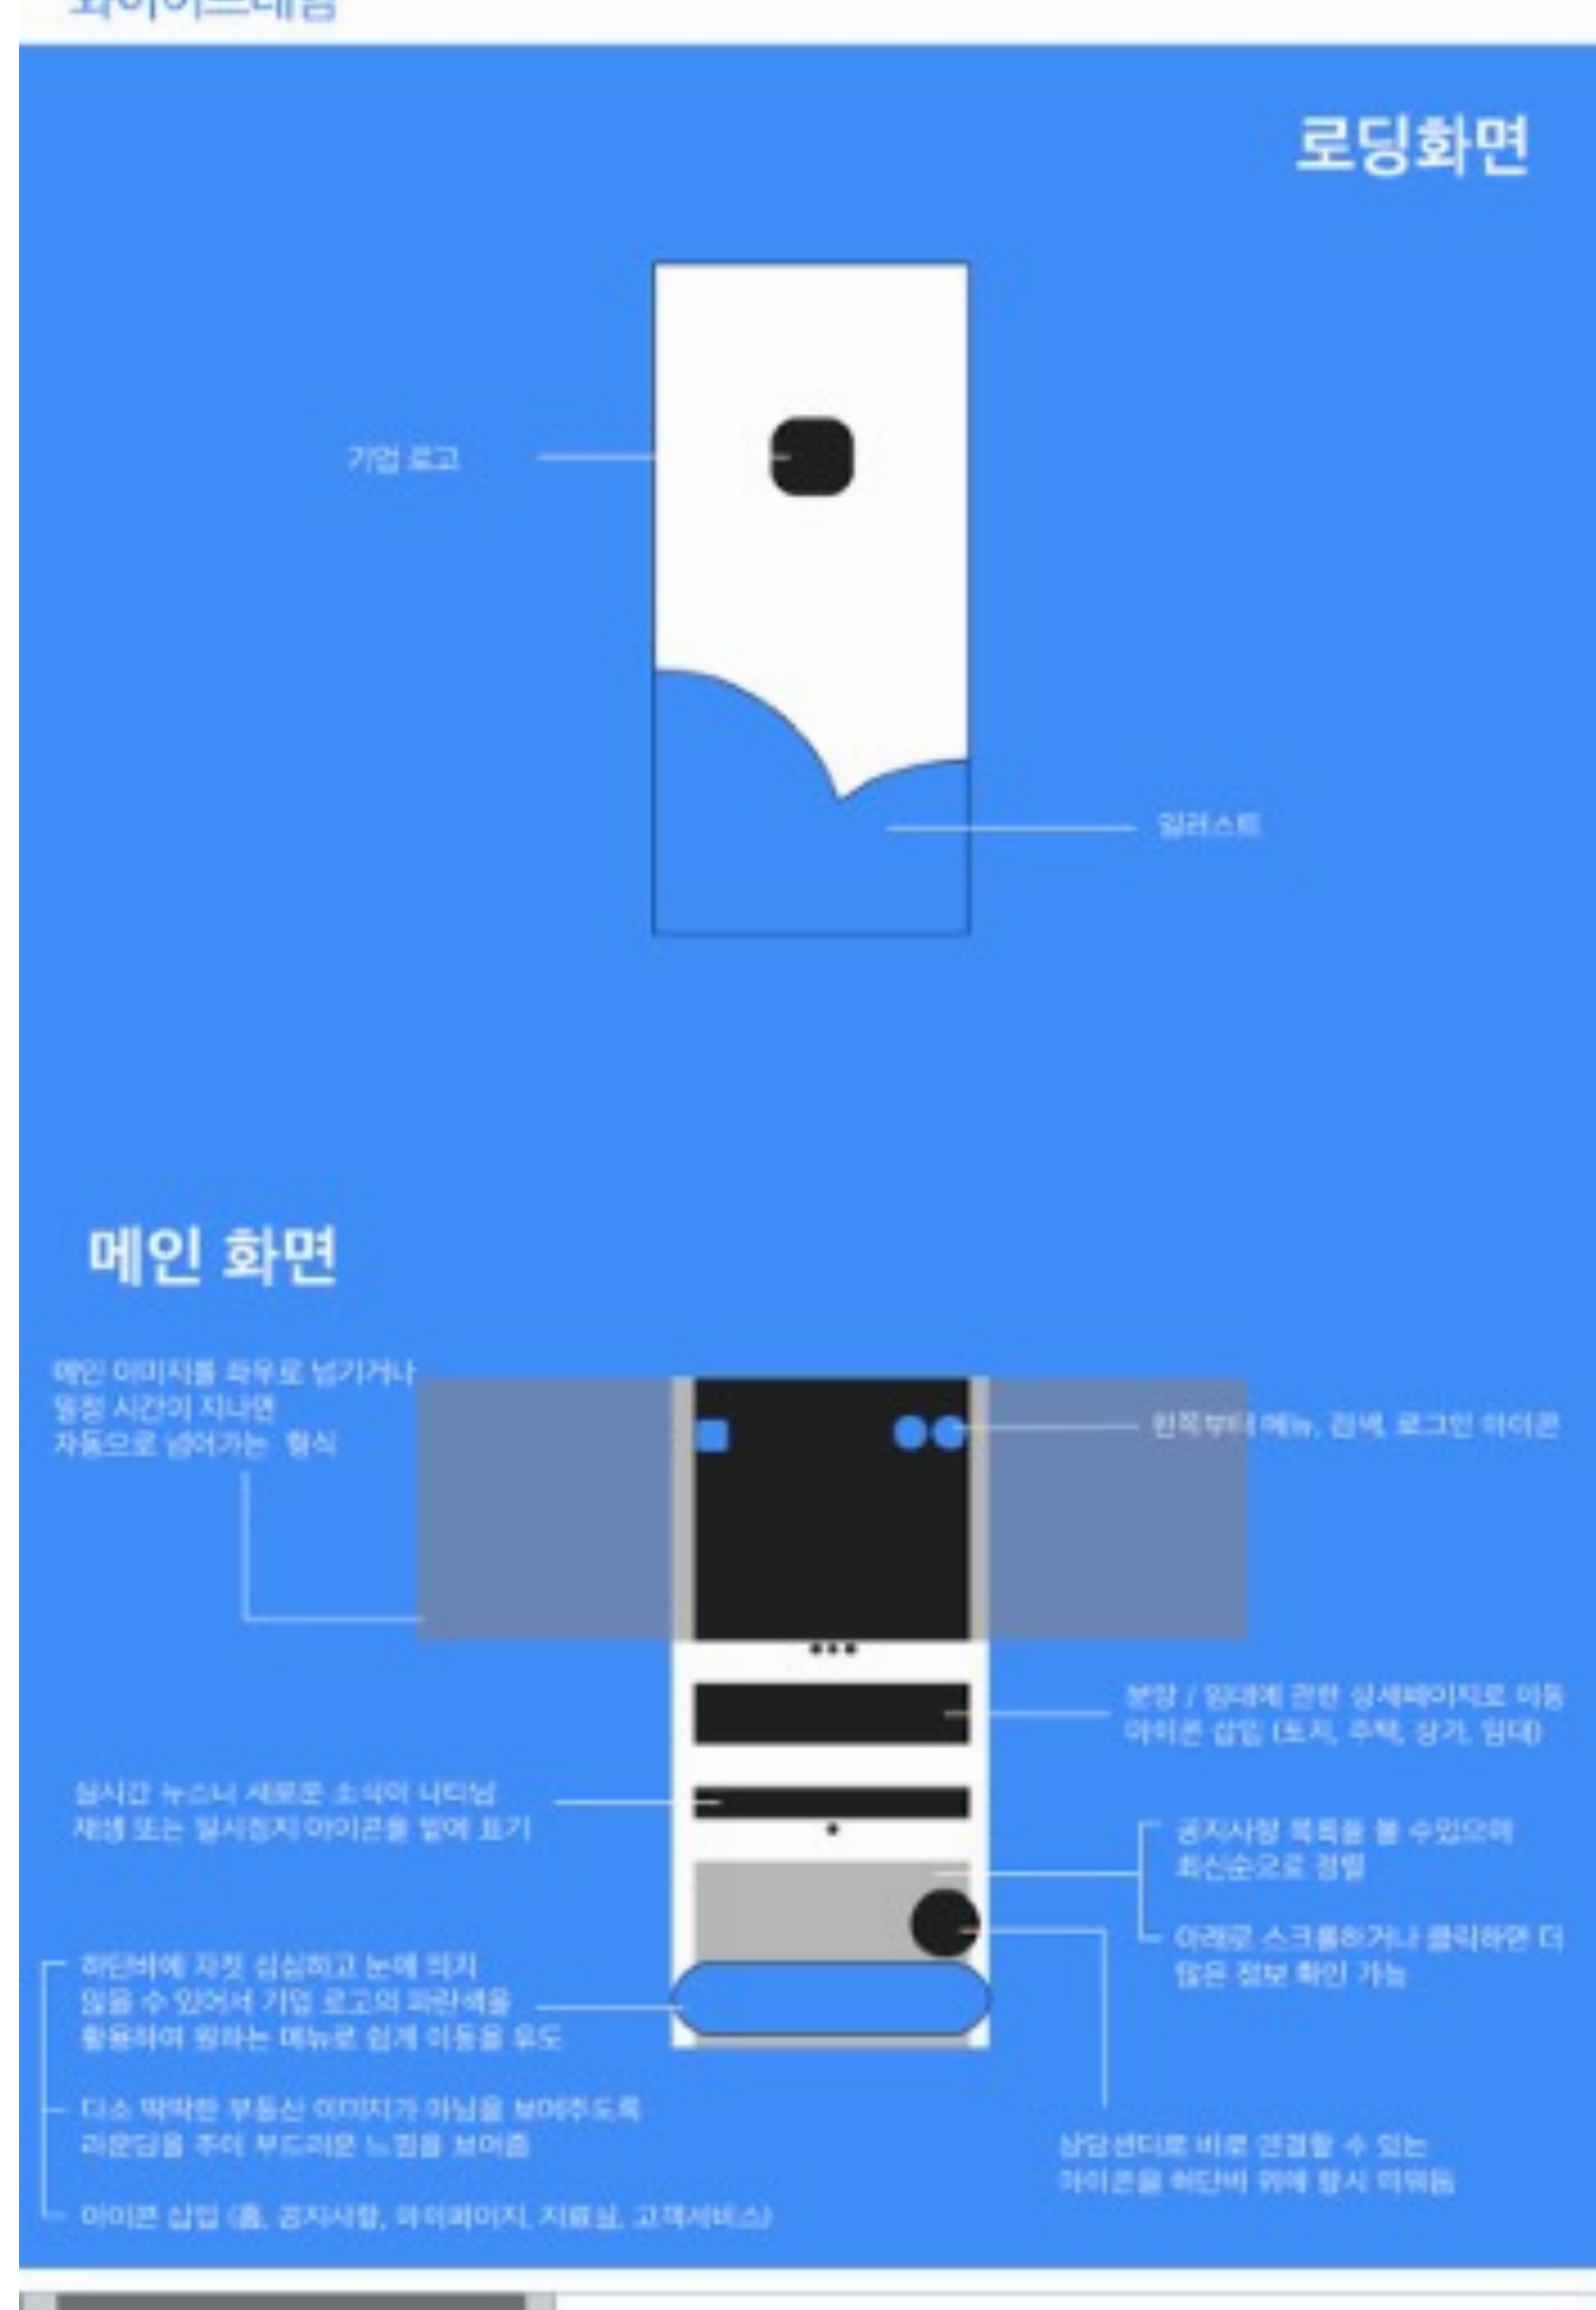 와이어프레임
로딩화면
기업 로고
일러스트
메인 화면
메인 이미지를 좌우로 넘기거나
일정 시간이 지나면
자동으로 넘어가는 형식
왼쪽부터 메뉴, 검색, 로그인 아이콘
분양 / 임대에 관한 상세페이지로 이동
아이콘 삽입 (토지, 주택, 상가, 임대)
실시간 뉴스나 새로운 소식이 나타남
재생 또는 일시정지 아이콘을 밑에 표기
공지사항 목록을 볼 수있으며
최신순으로 정렬
아래로 스크롤하거나 클릭하면 더
많은 정보 확인 가능
하단바에 자칫 심심하고 눈에 띄지
않을 수 있어서 기업 로고의 파란색을
활용하여 원하는 메뉴로 쉽게 이동을 유도
다소 딱딱한 부동산 이미지가 아님을 보여주도록
라운딩을 주어 부드러운 느낌을 보여줌
아이콘 삽입 (홈, 공지사항, 마이페이지, 자료실, 고객서비스)
상담센터로 바로 연결할 수 있는
아이콘을 하단바 위에 항시 띄워둠